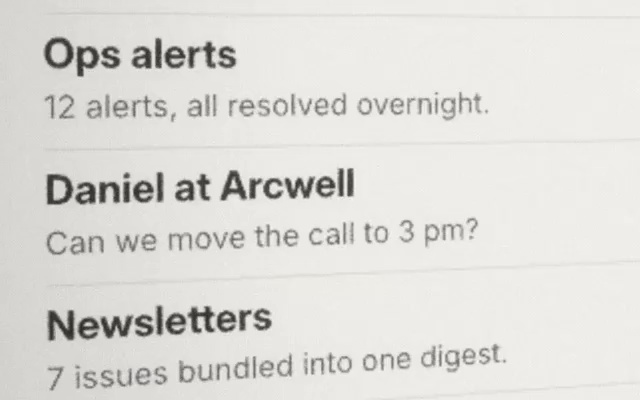 Ops alerts
12 alerts, all resolved overnight.
Daniel at Arcwell
Can we move the call to 3 pm?
Newsletters
7 issues bundled into one digest.